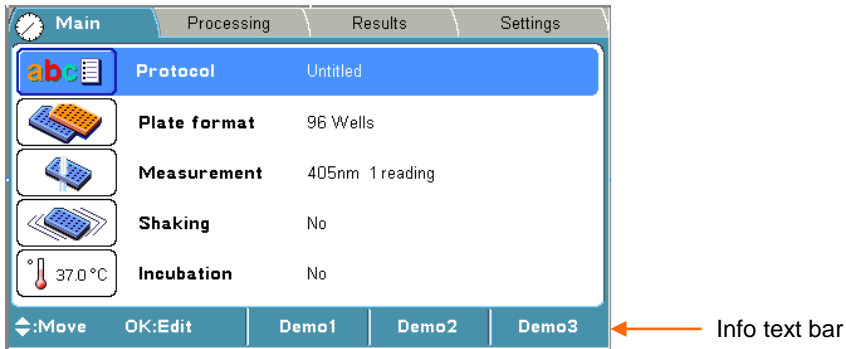 Main Processing Results Settings
abc Protocol Untitled
Plate format 96 Wells
Measurement 405nm 1 reading
Shaking No
37.0°C Incubation No
:Move OK:Edit Demo1 Demo2 Demo3
Info text bar